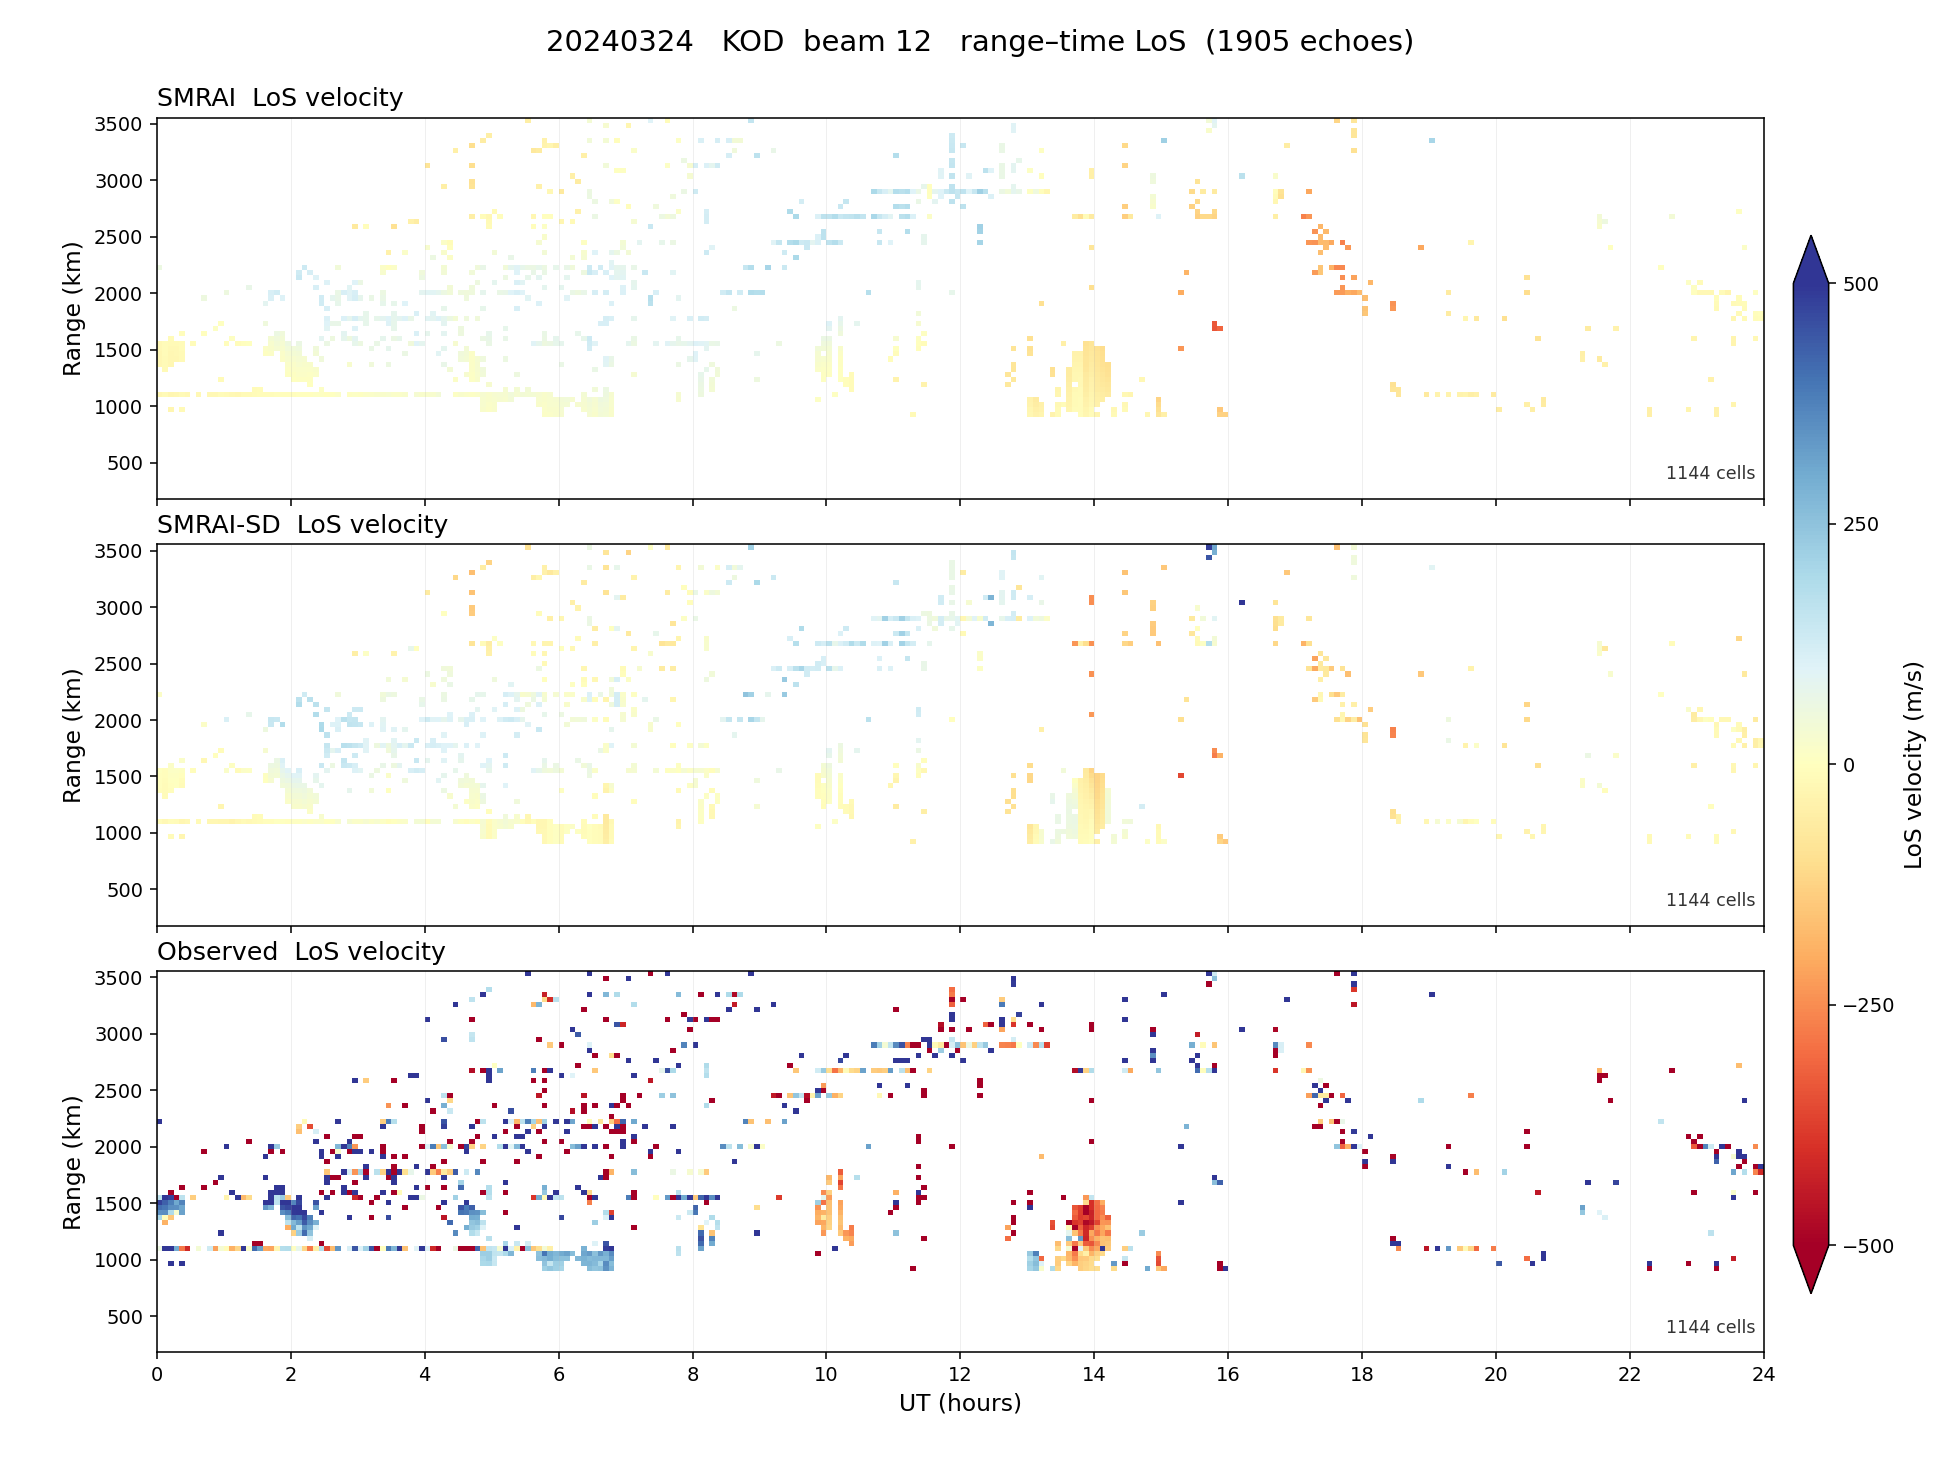 20240324   KOD  beam 12   range–time LoS  (1905 echoes)
SMRAI  LoS velocity
3500
3000
2500
2000
1500
1000
500
Range (km)
1144 cells
SMRAI-SD  LoS velocity
3500
3000
2500
2000
1500
1000
500
Range (km)
1144 cells
Observed  LoS velocity
3500
3000
2500
2000
1500
1000
500
Range (km)
1144 cells
0 2 4 6 8 10 12 14 16 18 20 22 24
UT (hours)
500
250
0
−250
−500
LoS velocity (m/s)